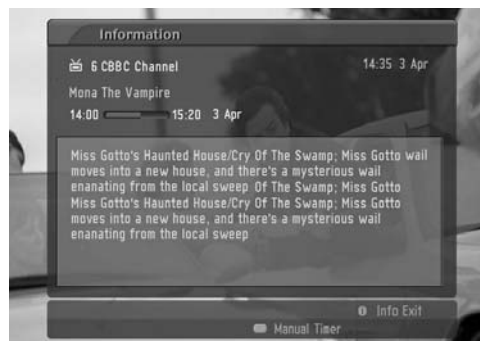 Information
6 CBBC Channel 14:35 3 Apr
Mona The Vampire
14:00 15:20 3 Apr
Miss Gotto's Haunted House/Cry Of The Swamp; Miss Gotto wail
moves into a new house, and there's a mysterious wail
enanating from the local sweep Of The Swamp; Miss Gotto
Miss Gotto's Haunted House/Cry Of The Swamp; Miss Gotto
moves into a new house, and there's a mysterious wail
enanating from the local sweep
i Info Exit
Manual Timer